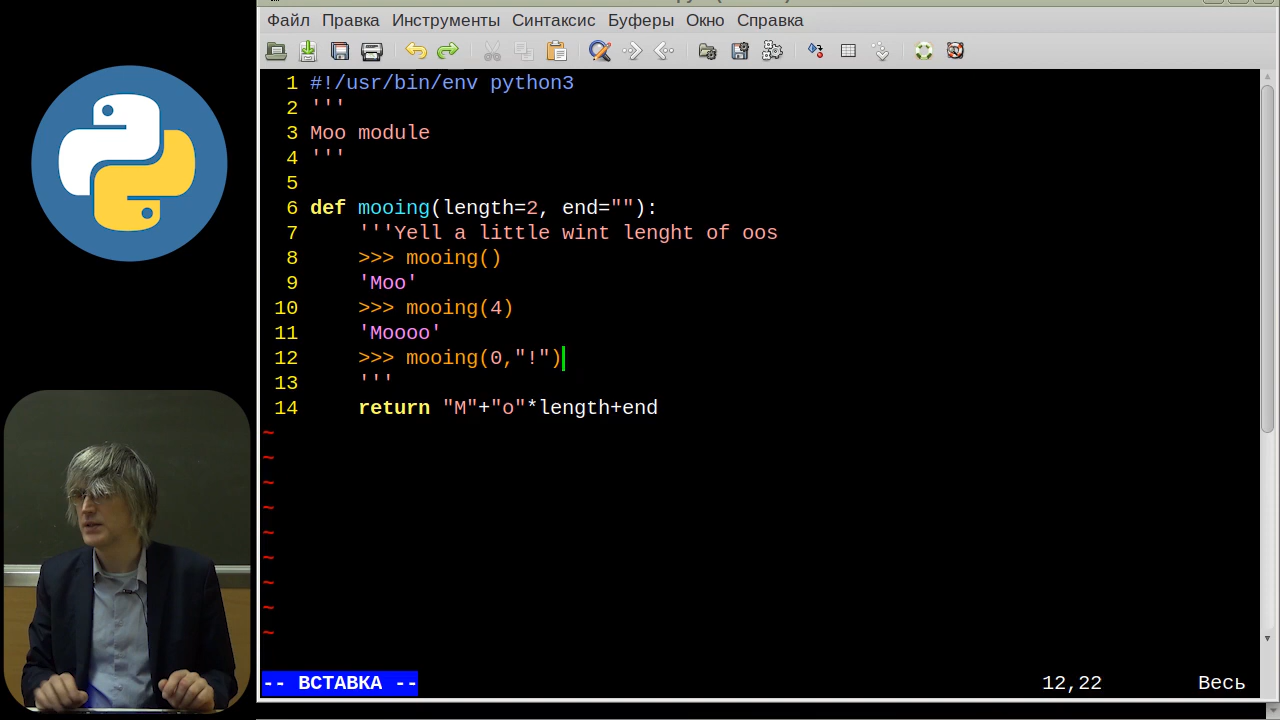 Файл Правка Инструменты Синтаксис Буферы Окно Справка
1 #!/usr/bin/env python3
2 '''
3 Moo module
4 '''
5
6 def mooing(length=2, end=""):
7     '''Yell a little wint lenght of oos
8     >>> mooing()
9     'Moo'
10     >>> mooing(4)
11     'Moooo'
12     >>> mooing(0,"!")
13     '''
14     return "M"+"o"*length+end
~
~
~
~
~
~
~
~
~
-- ВСТАВКА -- 12,22 Весь